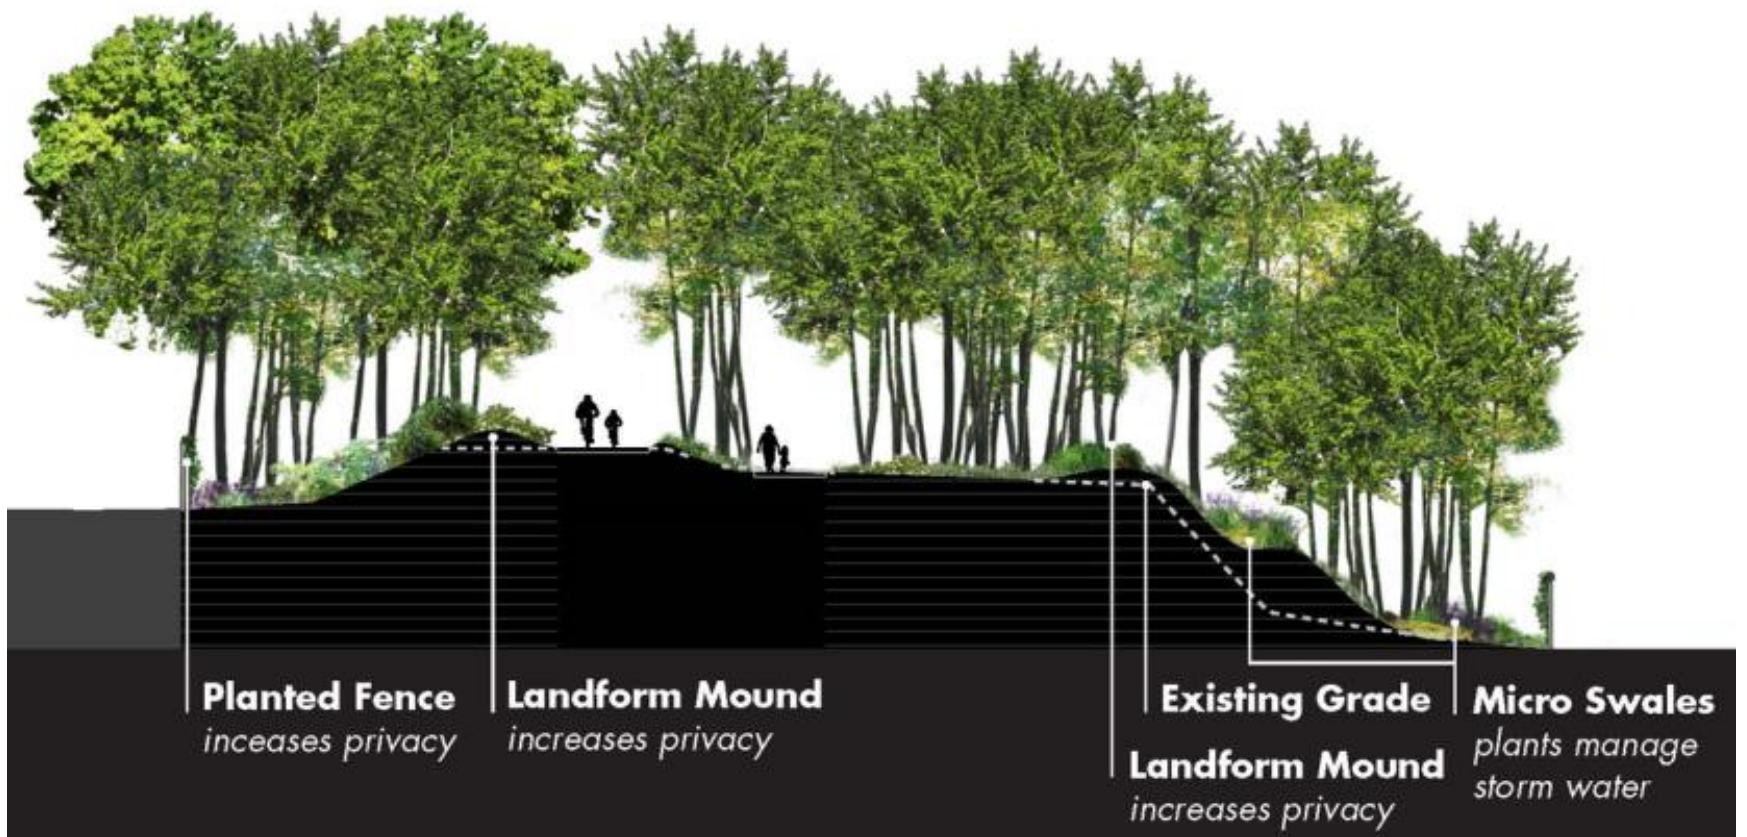 Planted Fence
inceases privacy
Landform Mound
increases privacy
Existing Grade
Landform Mound
increases privacy
Micro Swales
plants manage
storm water